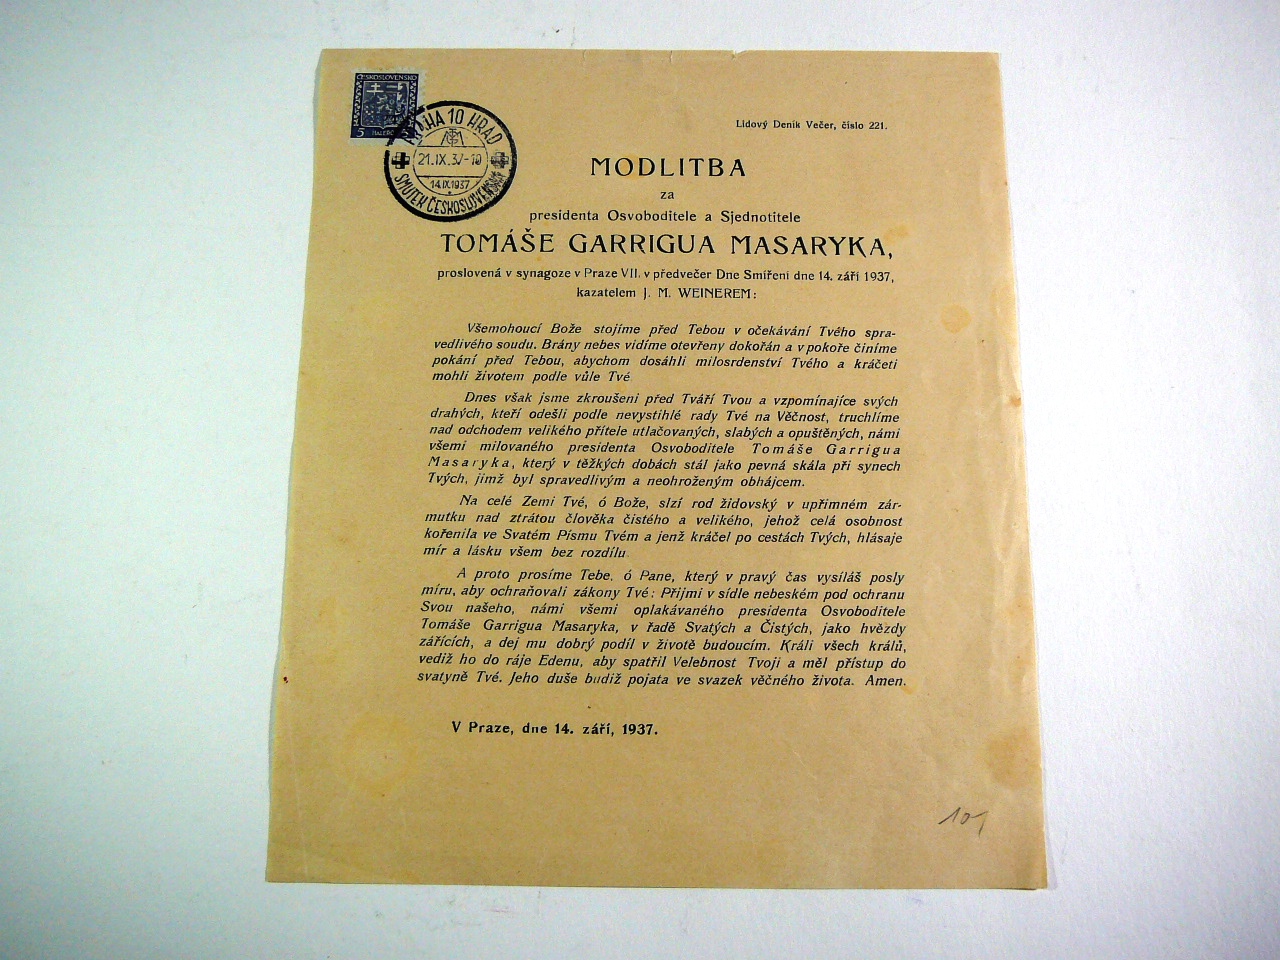 ČESKOSLOVENSKO
5 HALÉŘŮ 5
PRAHA 10 HRAD
21.IX.37-10
14.IX.1937
SMUTEK ČESKOSLOVENSKA
Lidový Deník Večer, číslo 221.
MODLITBA
za
presidenta Osvoboditele a Sjednotitele
TOMÁŠE GARRIGUA MASARYKA,
proslovená v synagoze v Praze VII. v předvečer Dne Smíření dne 14. září 1937,
kazatelem J. M. WEINEREM:
Všemohoucí Bože stojíme před Tebou v očekávání Tvého spra-
vedlivého soudu. Brány nebes vidíme otevřeny dokořán a v pokoře činíme
pokání před Tebou, abychom dosáhli milosrdenství Tvého a kráčeti
mohli životem podle vůle Tvé
Dnes však jsme zkroušeni před Tváří Tvou a vzpomínajíce svých
drahých, kteří odešli podle nevystihlé rady Tvé na Věčnost, truchlíme
nad odchodem velikého přítele utlačovaných, slabých a opuštěných, námi
všemi milovaného presidenta Osvoboditele Tomáše Garrigua
Masaryka, který v těžkých dobách stál jako pevná skála při synech
Tvých, jimž byl spravedlivým a neohroženým obhájcem.
Na celé Zemi Tvé, ó Bože, slzí rod židovský v upřimném zár-
mutku nad ztrátou člověka čistého a velikého, jehož celá osobnost
kořenila ve Svatém Písmu Tvém a jenž kráčel po cestách Tvých, hlásaje
mír a lásku všem bez rozdílu.
A proto prosíme Tebe, ó Pane, který v pravý čas vysíláš posly
míru, aby ochraňovali zákony Tvé: Přijmi v sídle nebeském pod ochranu
Svou našeho, námi všemi oplakávaného presidenta Osvoboditele
Tomáše Garrigua Masaryka, v řadě Svatých a Čistých, jako hvězdy
zářících, a dej mu dobrý podíl v životě budoucím. Králi všech králů,
vediž ho do ráje Edenu, aby spatřil Velebnost Tvoji a měl přístup do
svatyně Tvé. Jeho duše budiž pojata ve svazek věčného života. Amen.
V Praze, dne 14. září, 1937.
101